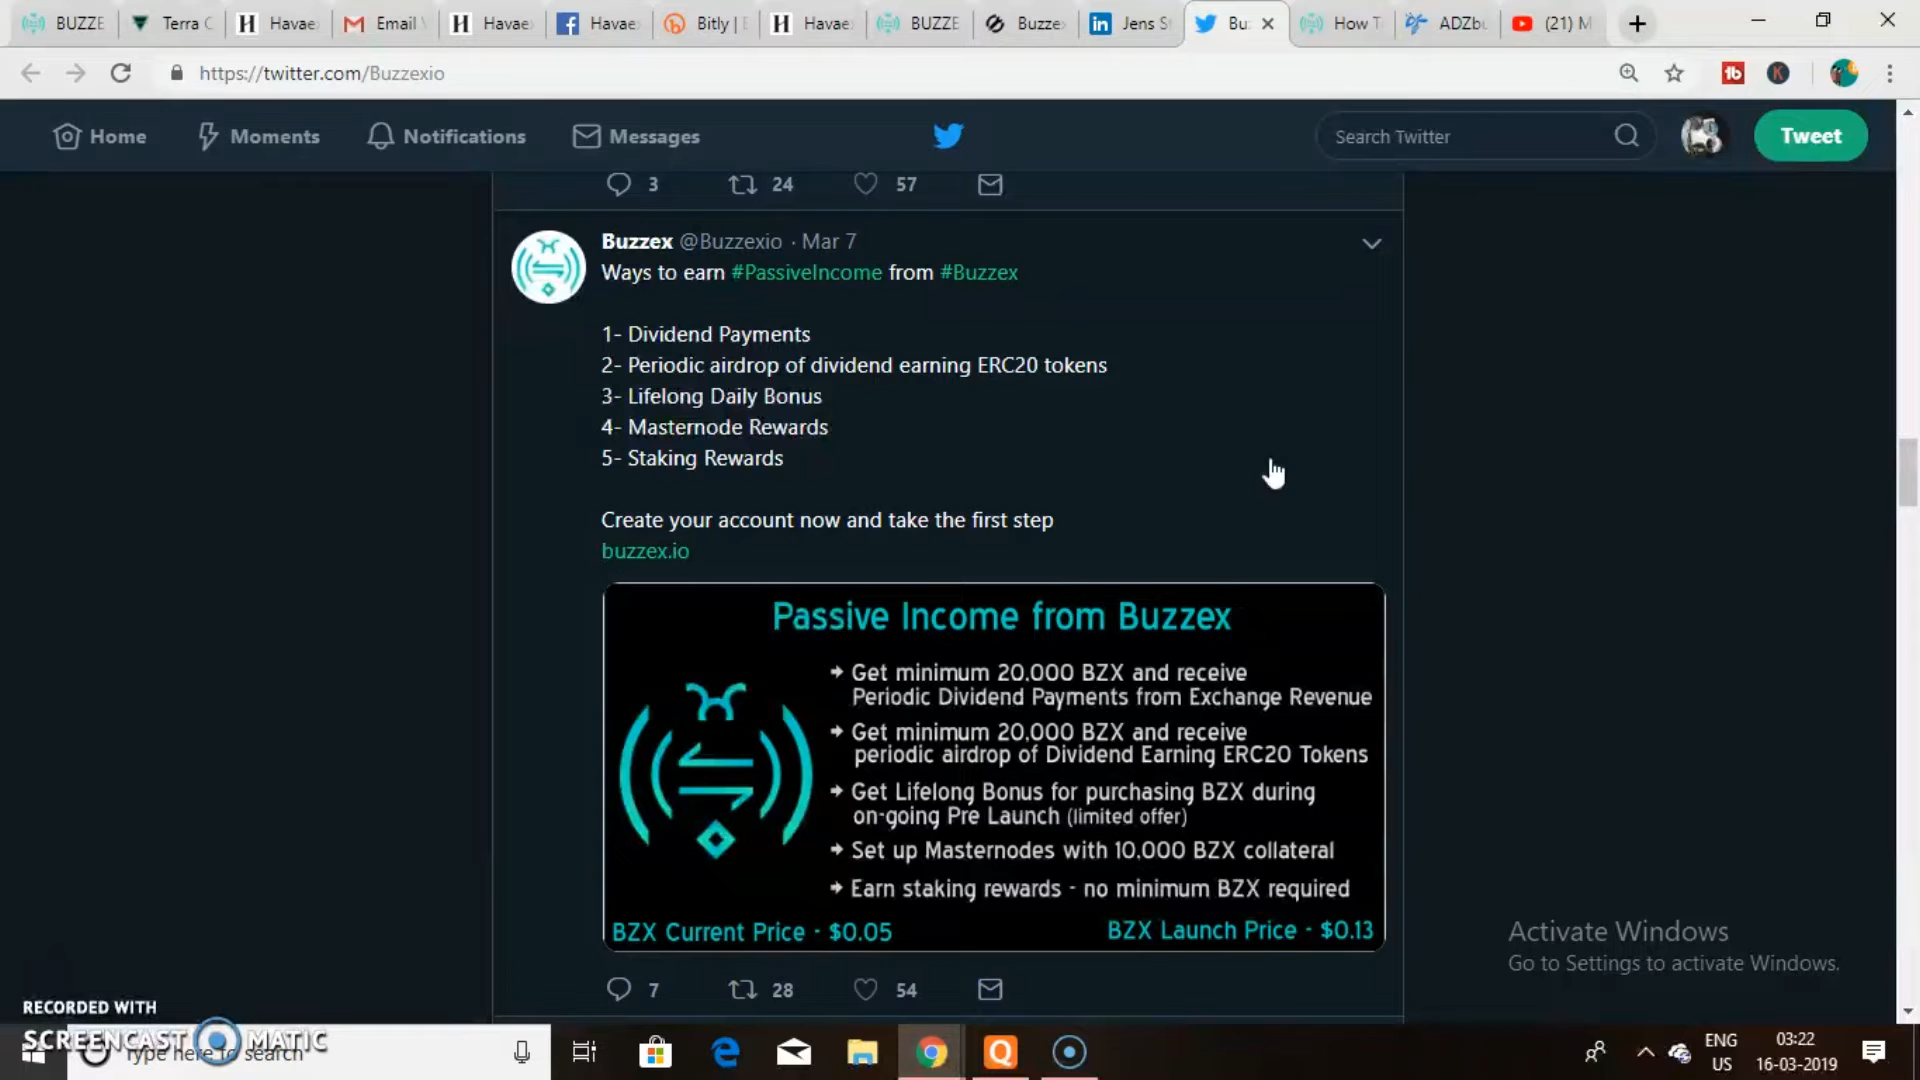 BUZZE
Terra C
Havae
Email
Havae
Havae
Bitly | E
Havae
BUZZE
Buzzex
Jens S
Bu
How T
ADZbu
(21) M
https://twitter.com/Buzzexio
Home
Moments
Notifications
Messages
Search Twitter
Tweet
3
24
57
Buzzex @Buzzexio · Mar 7
Ways to earn #PassiveIncome from #Buzzex
1- Dividend Payments
2- Periodic airdrop of dividend earning ERC20 tokens
3- Lifelong Daily Bonus
4- Masternode Rewards
5- Staking Rewards
Create your account now and take the first step
buzzex.io
Passive Income from Buzzex
Get minimum 20.000 BZX and receive
Periodic Dividend Payments from Exchange Revenue
Get minimum 20.000 BZX and receive
periodic airdrop of Dividend Earning ERC20 Tokens
Get Lifelong Bonus for purchasing BZX during
on-going Pre Launch (limited offer)
Set up Masternodes with 10.000 BZX collateral
Earn staking rewards - no minimum BZX required
BZX Current Price - $0.05
BZX Launch Price - $0.13
7
28
54
Activate Windows
Go to Settings to activate Windows.
RECORDED WITH
SCREENCAST MATIC
Type here to search
ENG
US
03:22
16-03-2019